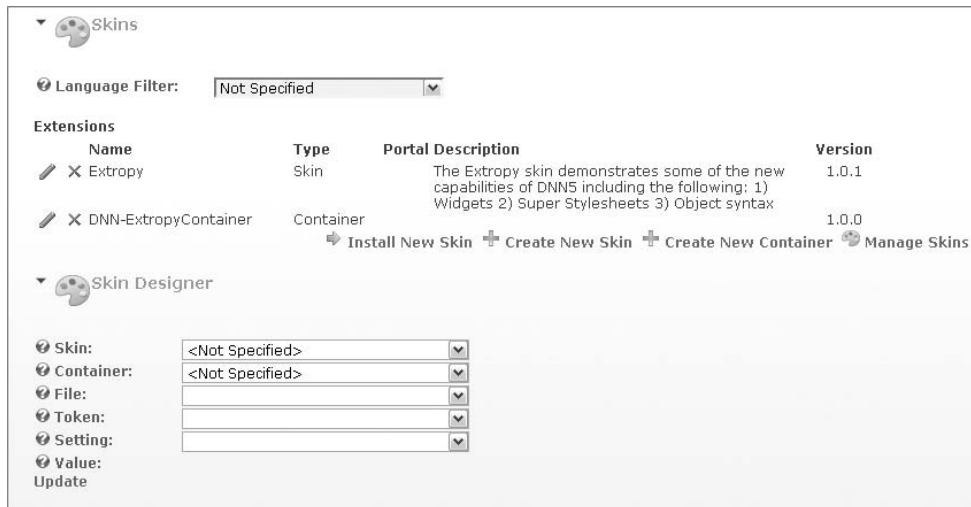 Skins
Language Filter: Not Specified
Extensions
Name Type Portal Description Version
Extropy Skin The Extropy skin demonstrates some of the new 1.0.1
capabilities of DNN5 including the following: 1)
Widgets 2) Super Stylesheets 3) Object syntax
DNN-ExtropyContainer Container 1.0.0
Install New Skin Create New Skin Create New Container Manage Skins
Skin Designer
Skin: <Not Specified>
Container: <Not Specified>
File:
Token:
Setting:
Value:
Update